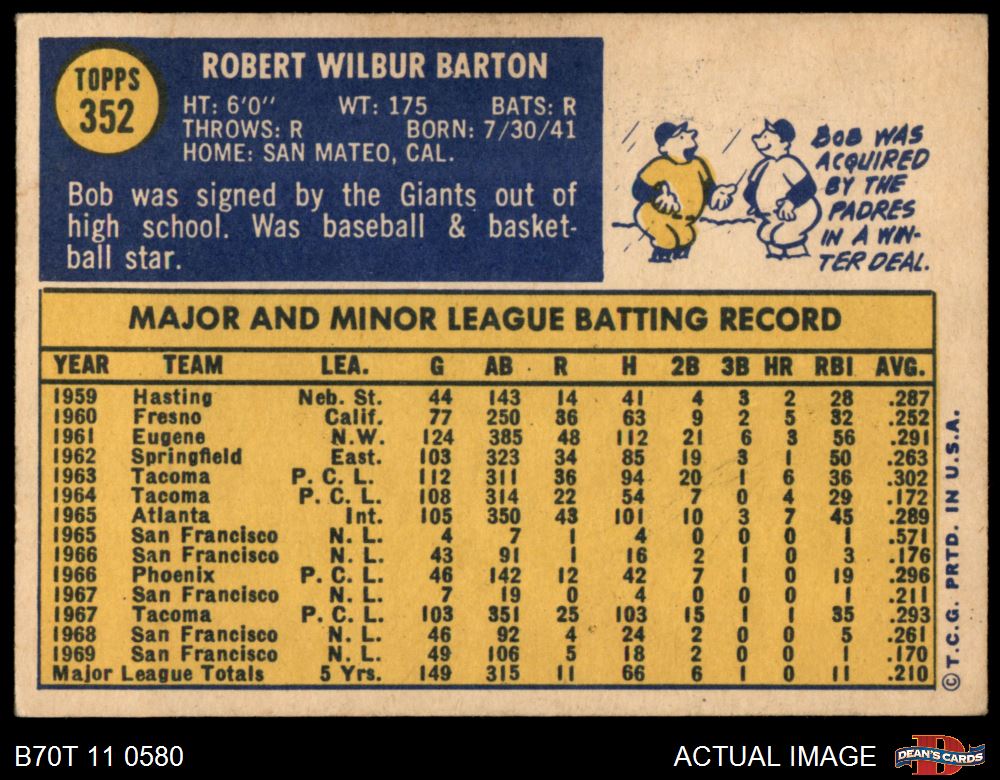 TOPPS
352
ROBERT WILBUR BARTON
HT: 6'0" WT: 175 BATS: R
THROWS: R BORN: 7/30/41
HOME: SAN MATEO, CAL.
Bob was signed by the Giants out of
high school. Was baseball & basket-
ball star.
BOB WAS
ACQUIRED
BY THE
PADRES
IN A WIN-
TER DEAL.
MAJOR AND MINOR LEAGUE BATTING RECORD
YEAR TEAM LEA. G AB R H 2B 3B HR RBI AVG.
1959 Hasting Neb. St. 44 143 14 41 4 3 2 28 .287
1960 Fresno Calif. 77 250 36 63 9 2 5 32 .252
1961 Eugene N.W. 124 385 48 112 21 6 3 56 .291
1962 Springfield East. 103 323 34 85 19 3 1 50 .263
1963 Tacoma P. C. L. 112 311 36 94 20 1 6 36 .302
1964 Tacoma P. C. L. 108 314 22 54 7 0 4 29 .172
1965 Atlanta Int. 105 350 43 101 10 3 7 45 .289
1965 San Francisco N. L. 4 7 1 4 0 0 0 1 .571
1966 San Francisco N. L. 43 91 1 16 2 1 0 3 .176
1966 Phoenix P. C. L. 46 142 12 42 7 1 0 19 .296
1967 San Francisco N. L. 7 19 0 4 0 0 0 1 .211
1967 Tacoma P. C. L. 103 351 25 103 15 1 1 35 .293
1968 San Francisco N. L. 46 92 4 24 2 0 0 5 .261
1969 San Francisco N. L. 49 106 5 18 2 0 0 1 .170
Major League Totals 5 Yrs. 149 315 11 66 6 1 0 11 .210
© T.C.G. PRTD. IN U.S.A.
B70T 11 0580
ACTUAL IMAGE
DEAN'S CARDS